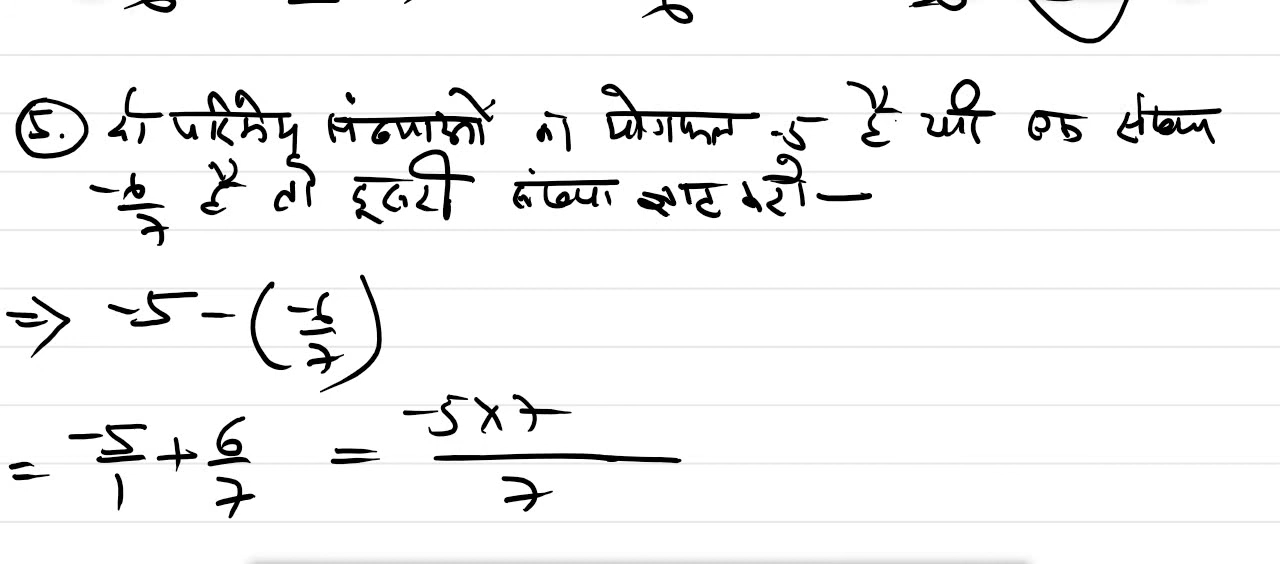 5. दो परिमेय संख्याओं का योगफल -5 है यदि एक संख्या
-6/7 है तो दूसरी संख्या ज्ञात करो—
⇒ -5 - (-6/7)
= -5/1 + 6/7 = -5×7/7